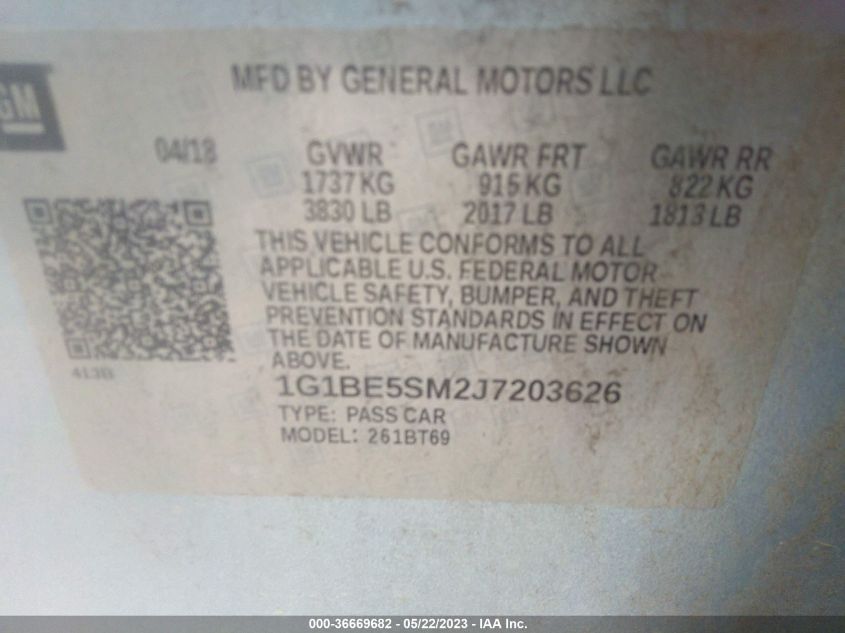 GM
MFD BY GENERAL MOTORS LLC
04/18 GVWR GAWR FRT GAWR RR
1737 KG 915 KG 822 KG
3830 LB 2017 LB 1813 LB
THIS VEHICLE CONFORMS TO ALL
APPLICABLE U.S. FEDERAL MOTOR
VEHICLE SAFETY, BUMPER, AND THEFT
PREVENTION STANDARDS IN EFFECT ON
THE DATE OF MANUFACTURE SHOWN
ABOVE.
413B
1G1BE5SM2J7203626
TYPE: PASS CAR
MODEL: 261BT69
000-36669682 - 05/22/2023 - IAA Inc.